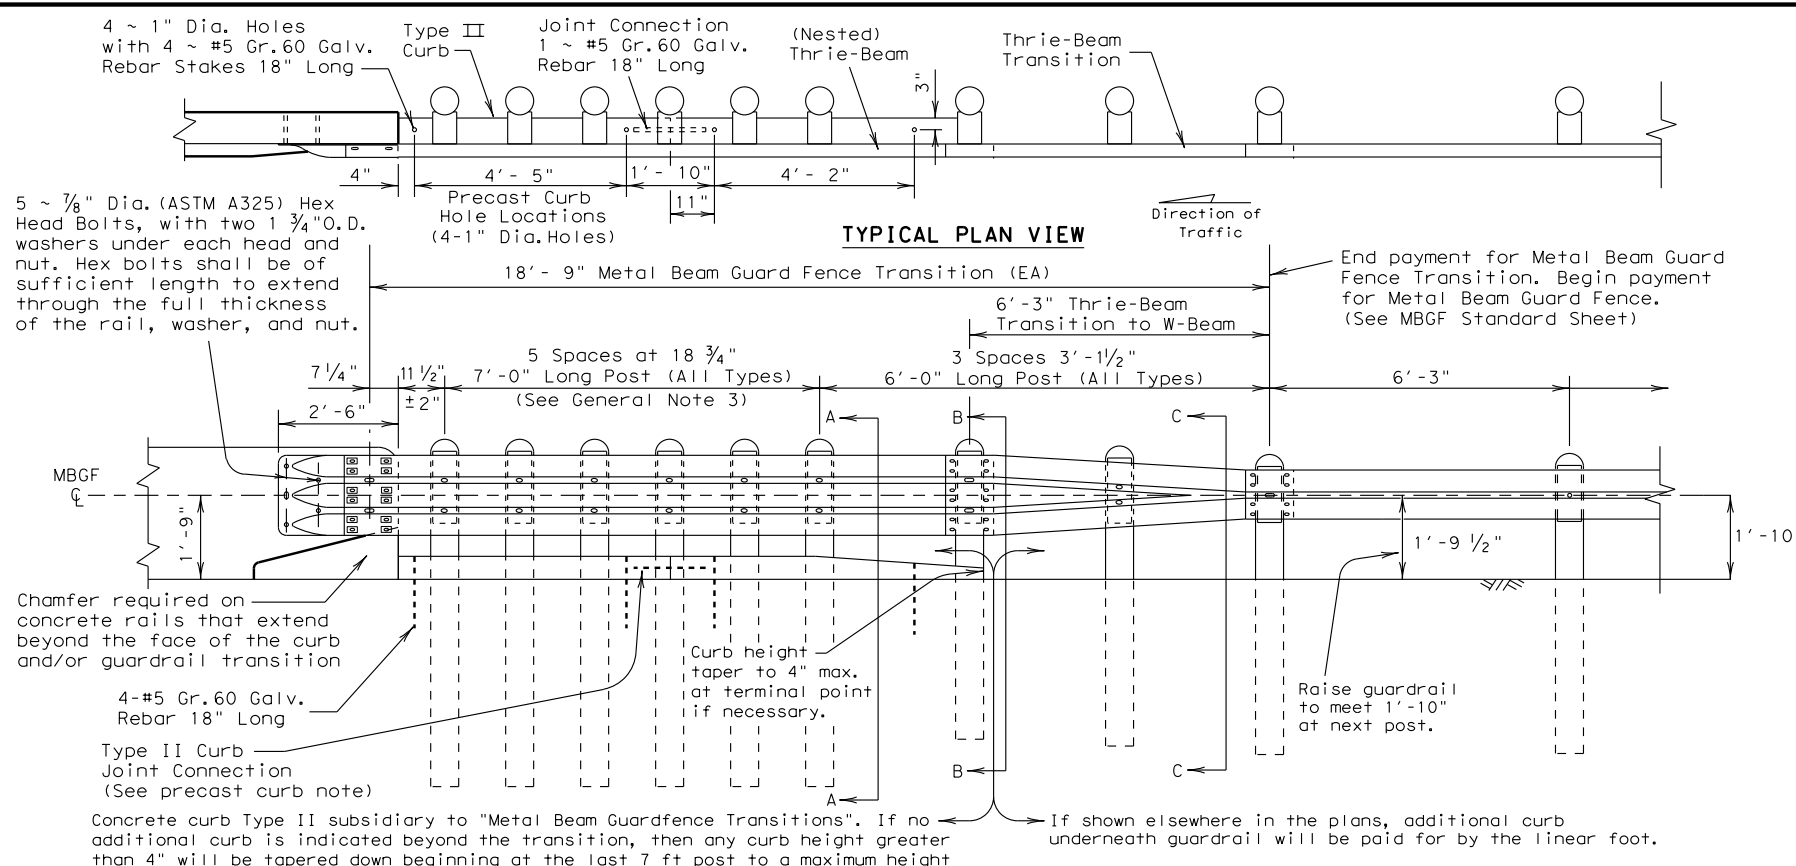 4 ~ 1" Dia. Holes
with 4 ~ #5 Gr.60 Galv.
Rebar Stakes 18" Long
Type II
Curb
Joint Connection
1 ~ #5 Gr.60 Galv.
Rebar 18" Long
(Nested)
Thrie-Beam
Thrie-Beam
Transition
3"
4"
4'- 5"
1'- 10"
4'- 2"
11"
Precast Curb
Hole Locations
(4-1" Dia.Holes)
TYPICAL PLAN VIEW
Direction of
Traffic
5 ~ 7/8" Dia.(ASTM A325) Hex
Head Bolts, with two 1 3/4"O.D.
washers under each head and
nut. Hex bolts shall be of
sufficient length to extend
through the full thickness
of the rail, washer, and nut.
18'- 9" Metal Beam Guard Fence Transition (EA)
End payment for Metal Beam Guard
Fence Transition. Begin payment
for Metal Beam Guard Fence.
(See MBGF Standard Sheet)
6'-3" Thrie-Beam
Transition to W-Beam
7 1/4"
11 1/2"
±2"
5 Spaces at 18 3/4"
7'-0" Long Post (All Types)
(See General Note 3)
3 Spaces 3'-1 1/2"
6'-0" Long Post (All Types)
6'-3"
2'-6"
A
B
C
MBGF
℄
1'-9"
1'-9 1/2"
1'-10
Chamfer required on
concrete rails that extend
beyond the face of the curb
and/or guardrail transition
4-#5 Gr.60 Galv.
Rebar 18" Long
Type II Curb
Joint Connection
(See precast curb note)
Curb height
taper to 4" max.
at terminal point
if necessary.
Raise guardrail
to meet 1'-10"
at next post.
A
B
C
Concrete curb Type II subsidiary to "Metal Beam Guardfence Transitions". If no
additional curb is indicated beyond the transition, then any curb height greater
than 4" will be tapered down beginning at the last 7 ft post to a maximum height
If shown elsewhere in the plans, additional curb
underneath guardrail will be paid for by the linear foot.